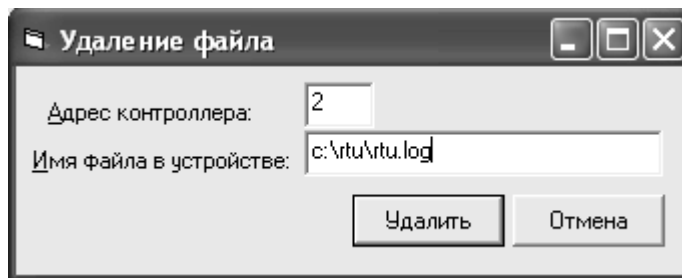 Удаление файла
Адрес контроллера: 2
Имя файла в устройстве: c:\rtu\rtu.log
Удалить Отмена